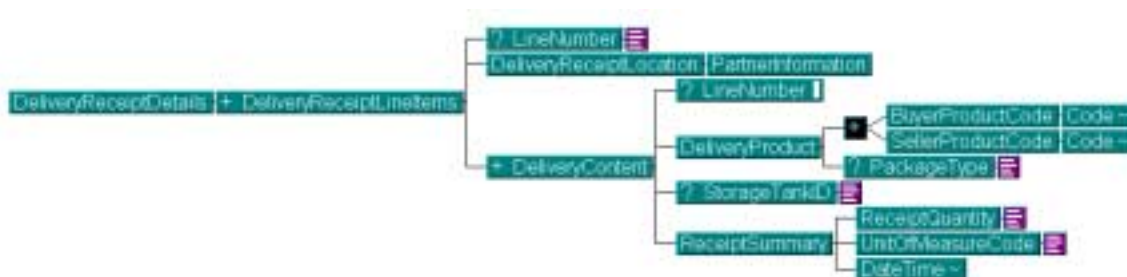 ? LineNumber
DeliveryReceiptLocation PartnerInformation
? LineNumber
DeliveryReceiptDetails + DeliveryReceiptLineItems
BuyerProductCode Code ~
SellerProductCode Code ~
DeliveryProduct
+ DeliveryContent
? PackageType
? StorageTankID
ReceiptQuantity
ReceiptSummary UnitOfMeasureCode
DateTime ~